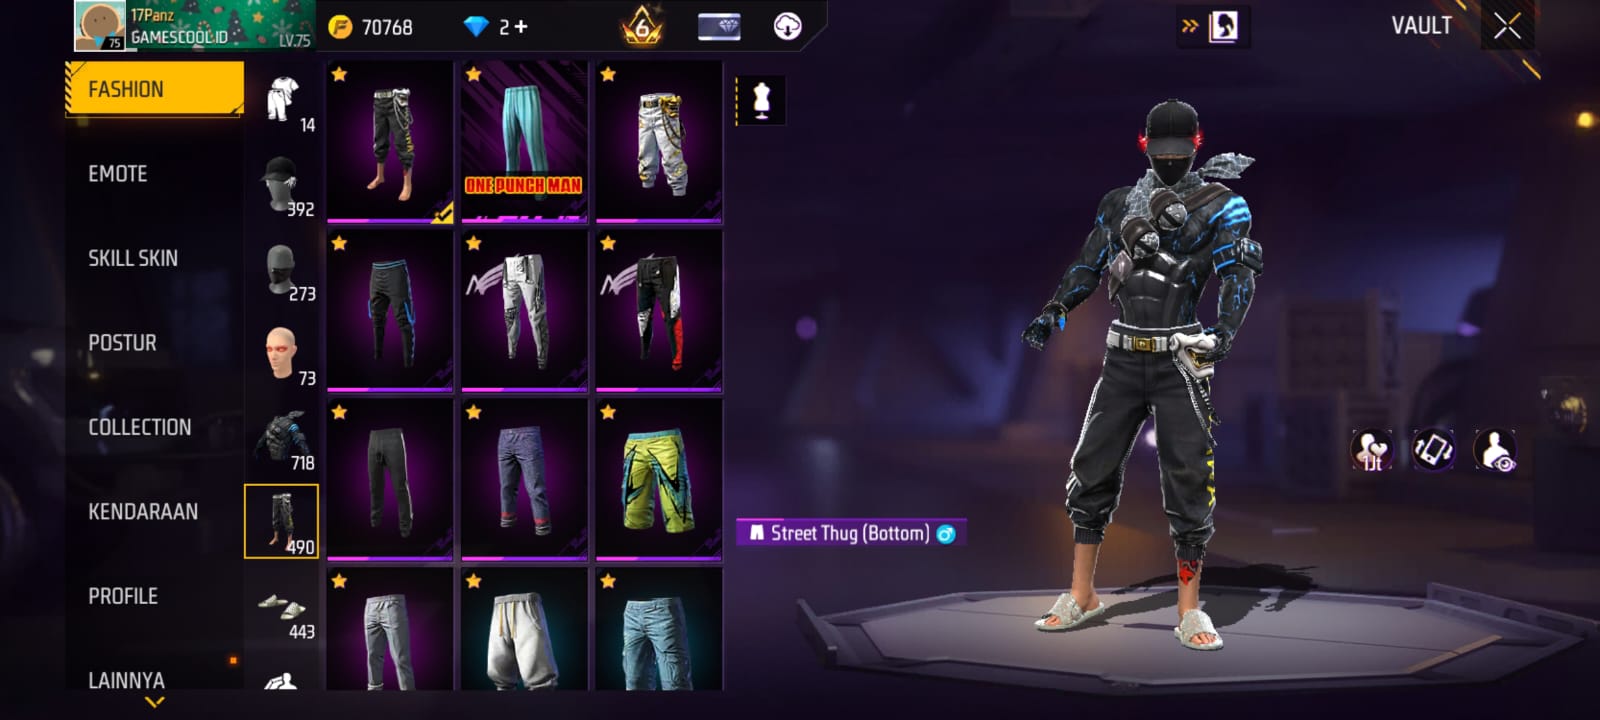 17Panz
GAMESCOOL.ID
LV.75
75
70768
2+
6
VAULT
FASHION
EMOTE
SKILL SKIN
POSTUR
COLLECTION
KENDARAAN
PROFILE
LAINNYA
14
392
273
73
718
490
443
ONE PUNCH MAN
Street Thug (Bottom)
1Jt